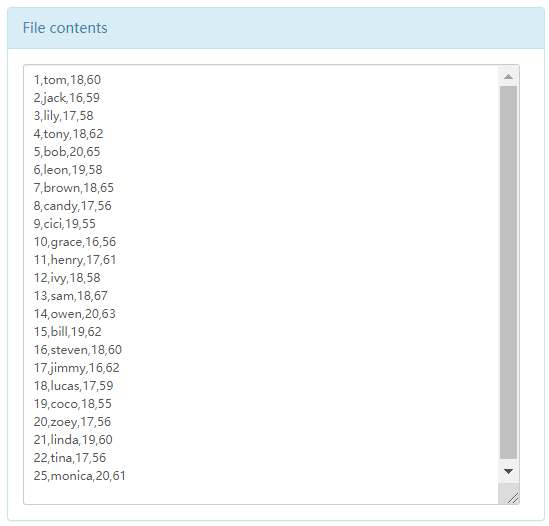 File contents
1,tom,18,60
2,jack,16,59
3,lily,17,58
4,tony,18,62
5,bob,20,65
6,leon,19,58
7,brown,18,65
8,candy,17,56
9,cici,19,55
10,grace,16,56
11,henry,17,61
12,ivy,18,58
13,sam,18,67
14,owen,20,63
15,bill,19,62
16,steven,18,60
17,jimmy,16,62
18,lucas,17,59
19,coco,18,55
20,zoey,17,56
21,linda,19,60
22,tina,17,56
25,monica,20,61